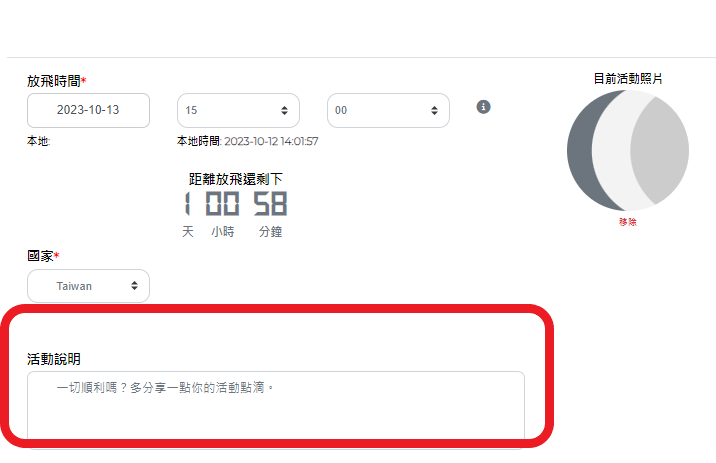 放飛時間*
目前活動照片
2023-10-13
15
00
本地:
本地時間: 2023-10-12 14:01:57
距離放飛還剩下
1 00 58
天 小時 分鐘
移除
國家*
Taiwan
活動說明
一切順利嗎？多分享一點你的活動點滴。